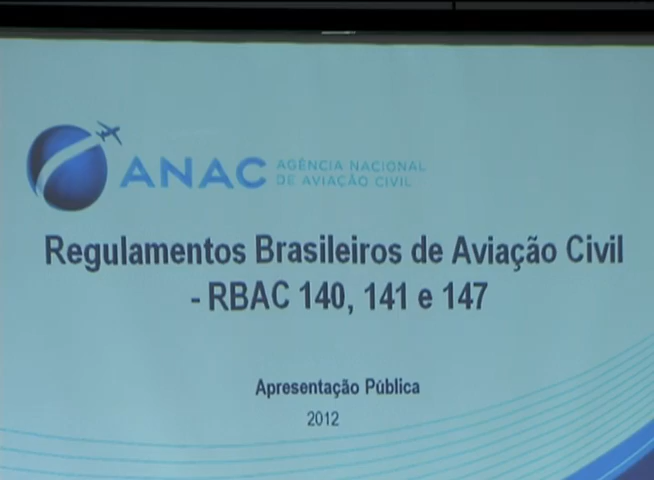 ANAC
AGÊNCIA NACIONAL
DE AVIAÇÃO CIVIL
Regulamentos Brasileiros de Aviação Civil
- RBAC 140, 141 e 147
Apresentação Pública
2012